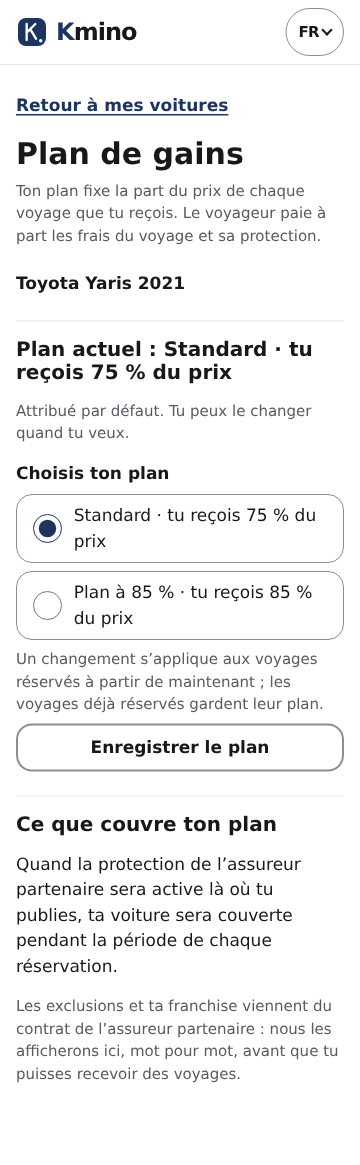 Kmino
FR
Retour à mes voitures
Plan de gains
Ton plan fixe la part du prix de chaque
voyage que tu reçois. Le voyageur paie à
part les frais du voyage et sa protection.
Toyota Yaris 2021
Plan actuel : Standard · tu
reçois 75 % du prix
Attribué par défaut. Tu peux le changer
quand tu veux.
Choisis ton plan
Standard · tu reçois 75 % du
prix
Plan à 85 % · tu reçois 85 %
du prix
Un changement s’applique aux voyages
réservés à partir de maintenant ; les
voyages déjà réservés gardent leur plan.
Enregistrer le plan
Ce que couvre ton plan
Quand la protection de l’assureur
partenaire sera active là où tu
publies, ta voiture sera couverte
pendant la période de chaque
réservation.
Les exclusions et ta franchise viennent du
contrat de l’assureur partenaire : nous les
afficherons ici, mot pour mot, avant que tu
puisses recevoir des voyages.